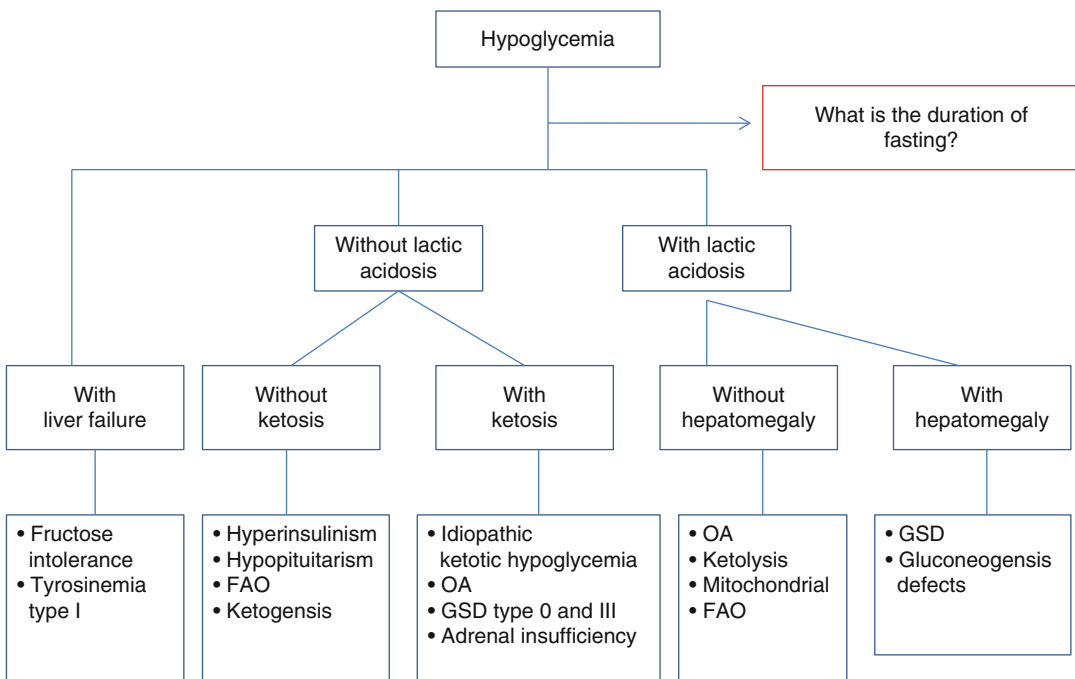 Hypoglycemia
What is the duration of
fasting?
Without lactic
acidosis
With lactic
acidosis
With
liver failure
Without
ketosis
With
ketosis
Without
hepatomegaly
With
hepatomegaly
• Fructose
intolerance
• Tyrosinemia
type I
• Hyperinsulinism
• Hypopituitarism
• FAO
• Ketogensis
• Idiopathic
ketotic hypoglycemia
• OA
• GSD type 0 and III
• Adrenal insufficiency
• OA
• Ketolysis
• Mitochondrial
• FAO
• GSD
• Gluconeogensis
defects